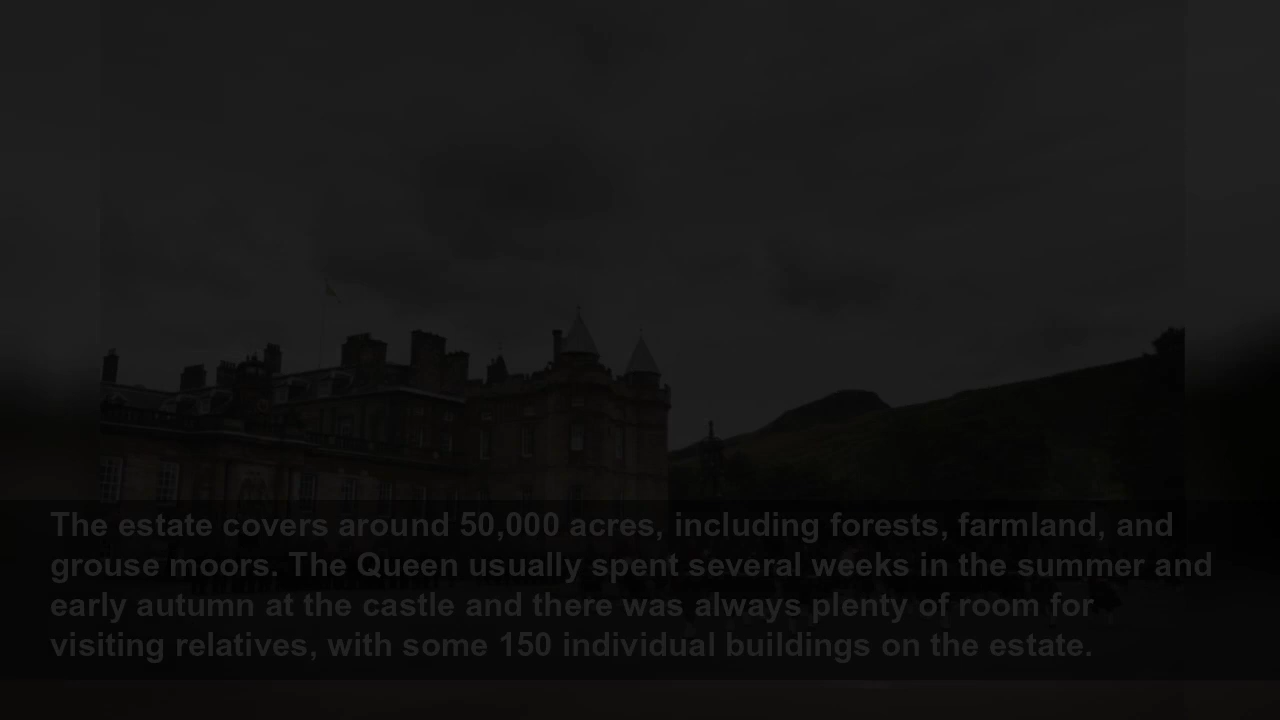 The estate covers around 50,000 acres, including forests, farmland, and
grouse moors. The Queen usually spent several weeks in the summer and
early autumn at the castle and there was always plenty of room for
visiting relatives, with some 150 individual buildings on the estate.